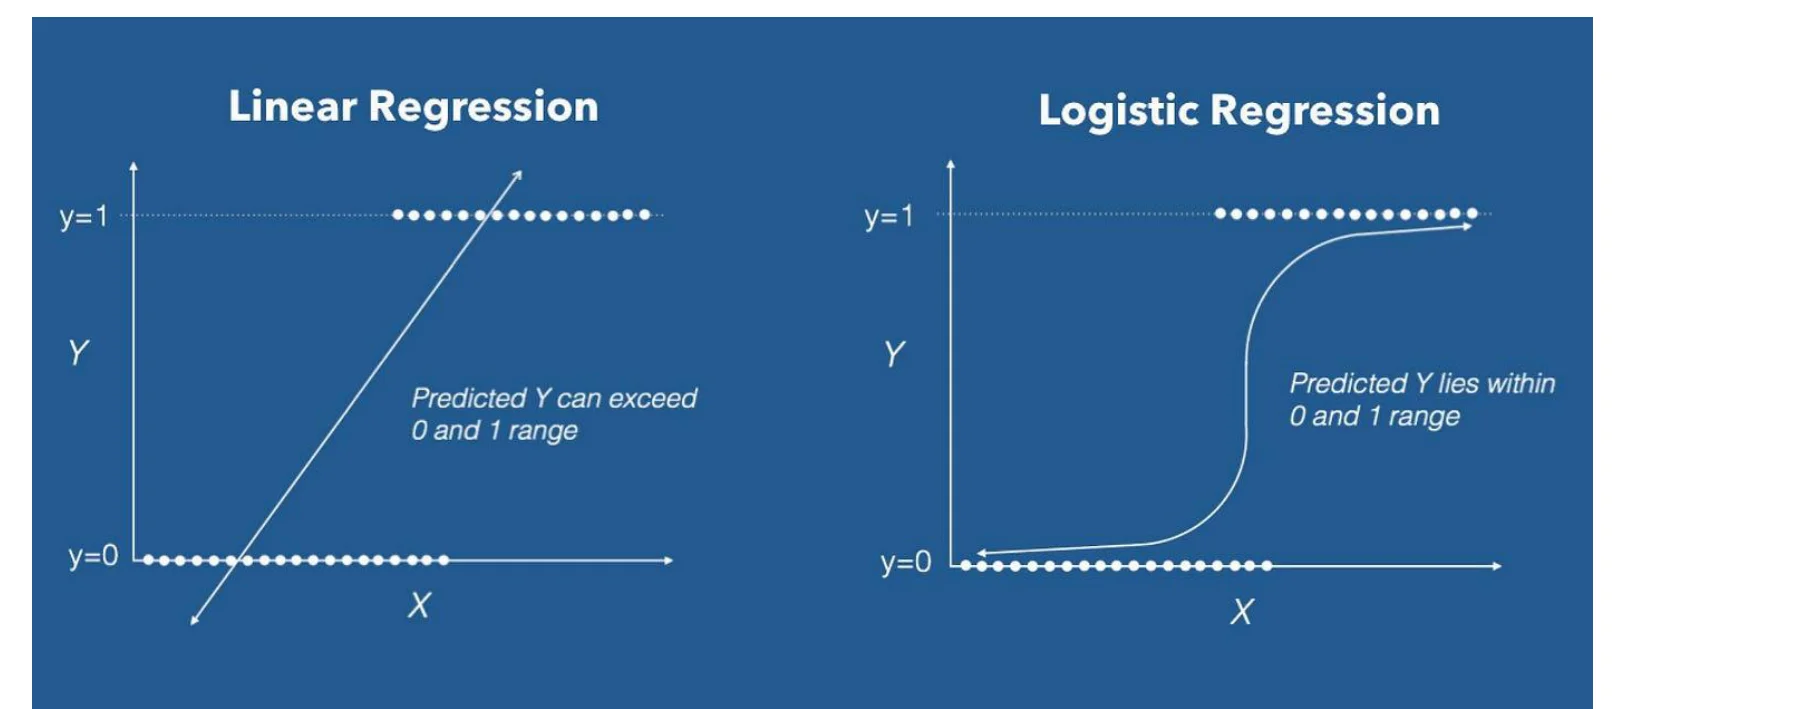 Linear Regression
y=1
Y
Predicted Y can exceed
0 and 1 range
y=0
X
Logistic Regression
y=1
Y
Predicted Y lies within
0 and 1 range
y=0
X